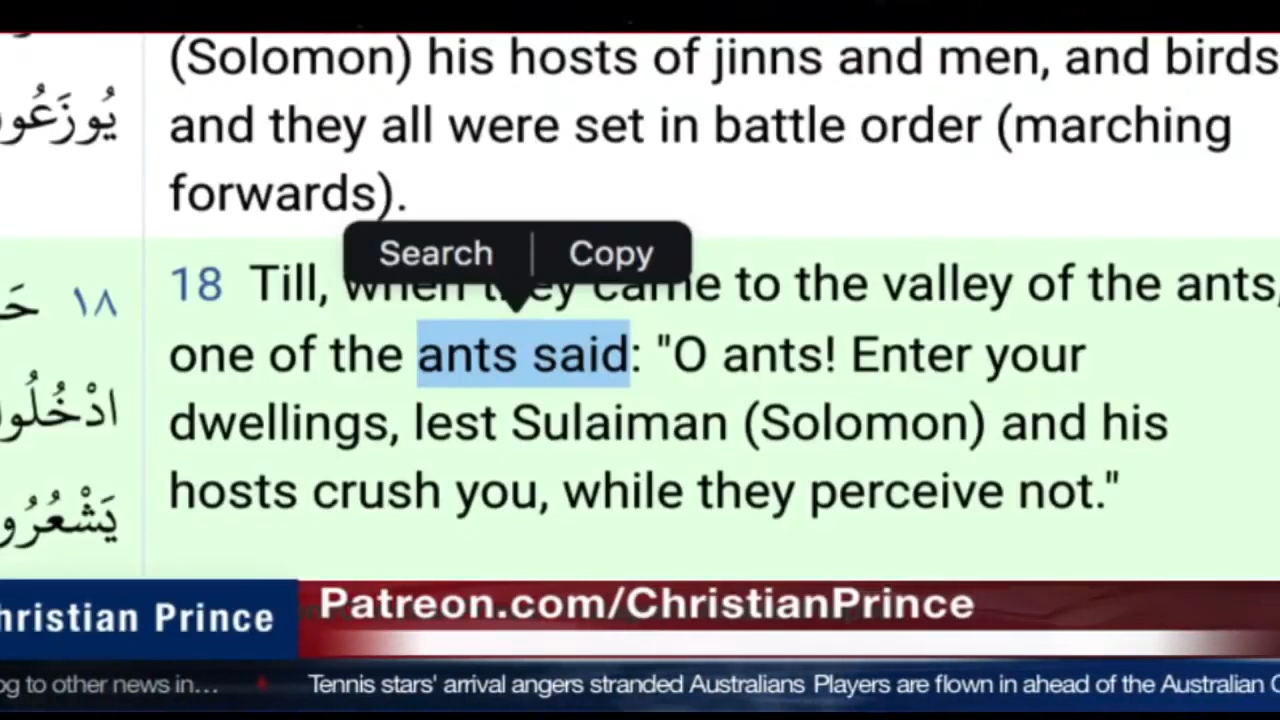 (Solomon) his hosts of jinns and men, and birds
and they all were set in battle order (marching
forwards).
يُوزَعُو
Search Copy
18 Till, when they came to the valley of the ants,
one of the ants said: "O ants! Enter your
dwellings, lest Sulaiman (Solomon) and his
hosts crush you, while they perceive not."
١٨ حَ
ادْخُلُوا
يَشْعُرُو
hristian Prince
Patreon.com/ChristianPrince
og to other news in...
Tennis stars' arrival angers stranded Australians Players are flown in ahead of the Australian